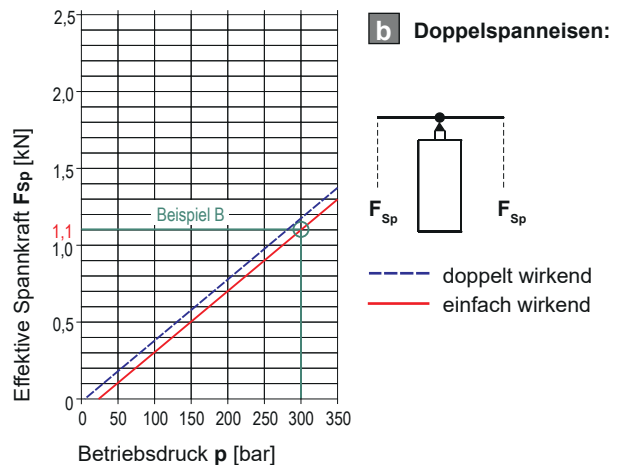 Effektive Spannkraft Fsp [kN]
2,5
2,0
1,5
1,1
1,0
0,5
0
Beispiel B
0 50 100 150 200 250 300 350
Betriebsdruck p [bar]
b Doppelspanneisen:
FSp FSp
doppelt wirkend
einfach wirkend